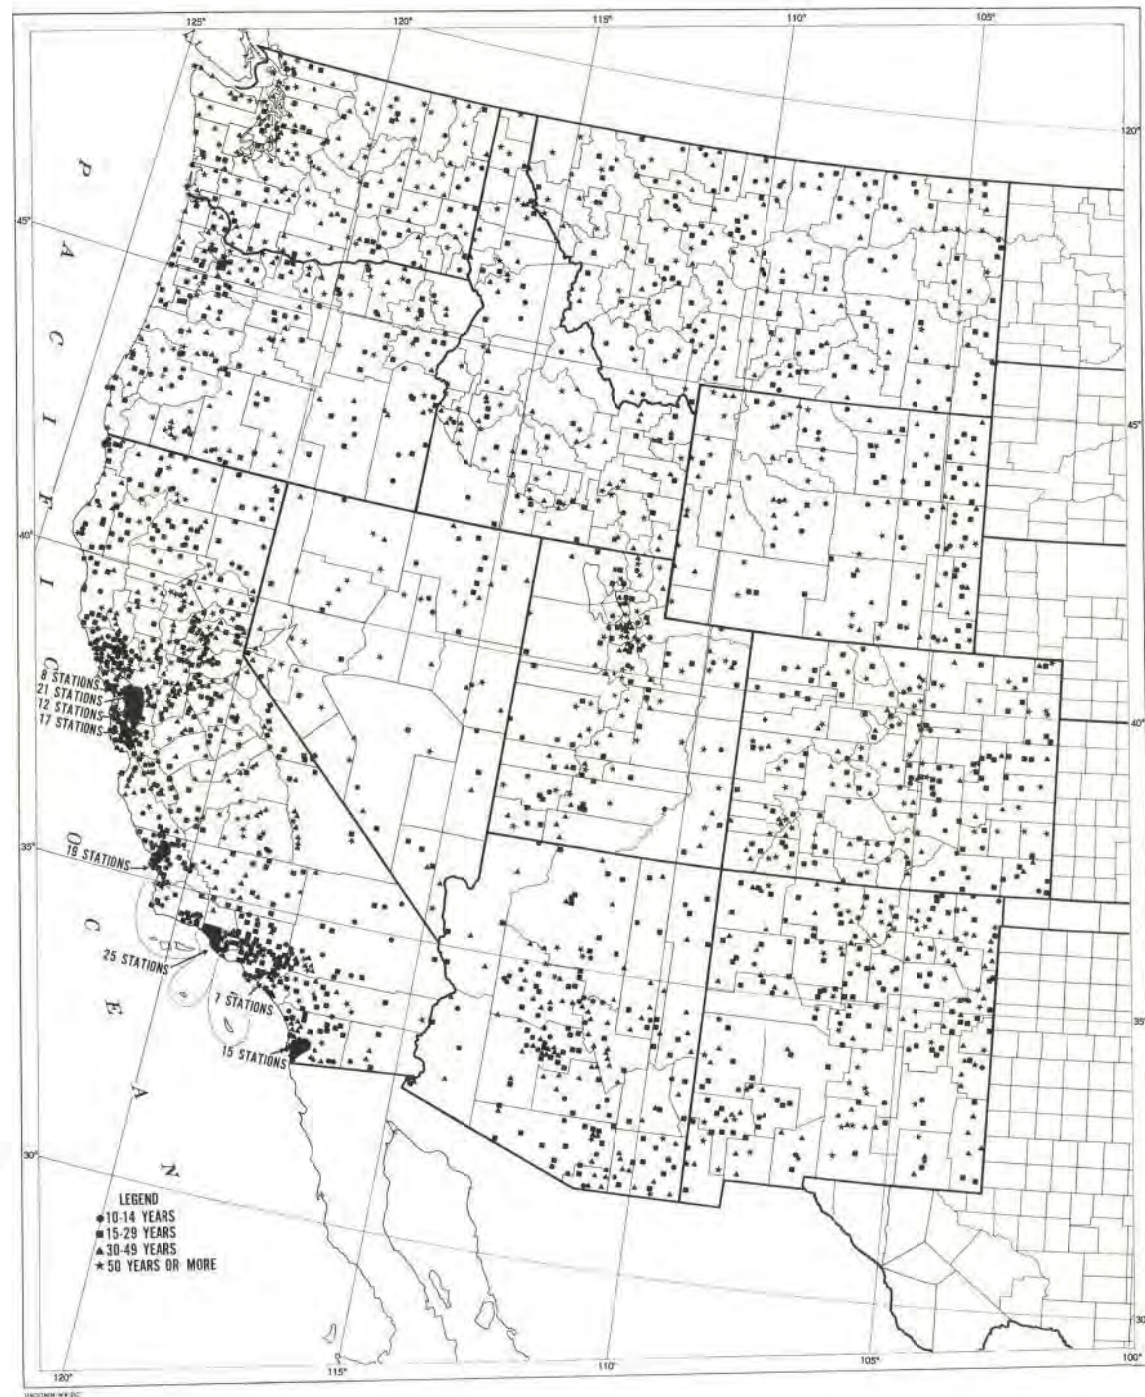 125°
120°
115°
110°
105°
120°
45°
45°
40°
40°
35°
35°
30°
30°
120°
115°
110°
105°
100°
PACIFIC
OCEAN
8 STATIONS
21 STATIONS
12 STATIONS
17 STATIONS
19 STATIONS
25 STATIONS
7 STATIONS
15 STATIONS
LEGEND
● 10-14 YEARS
■ 15-29 YEARS
▲ 30-49 YEARS
★ 50 YEARS OR MORE